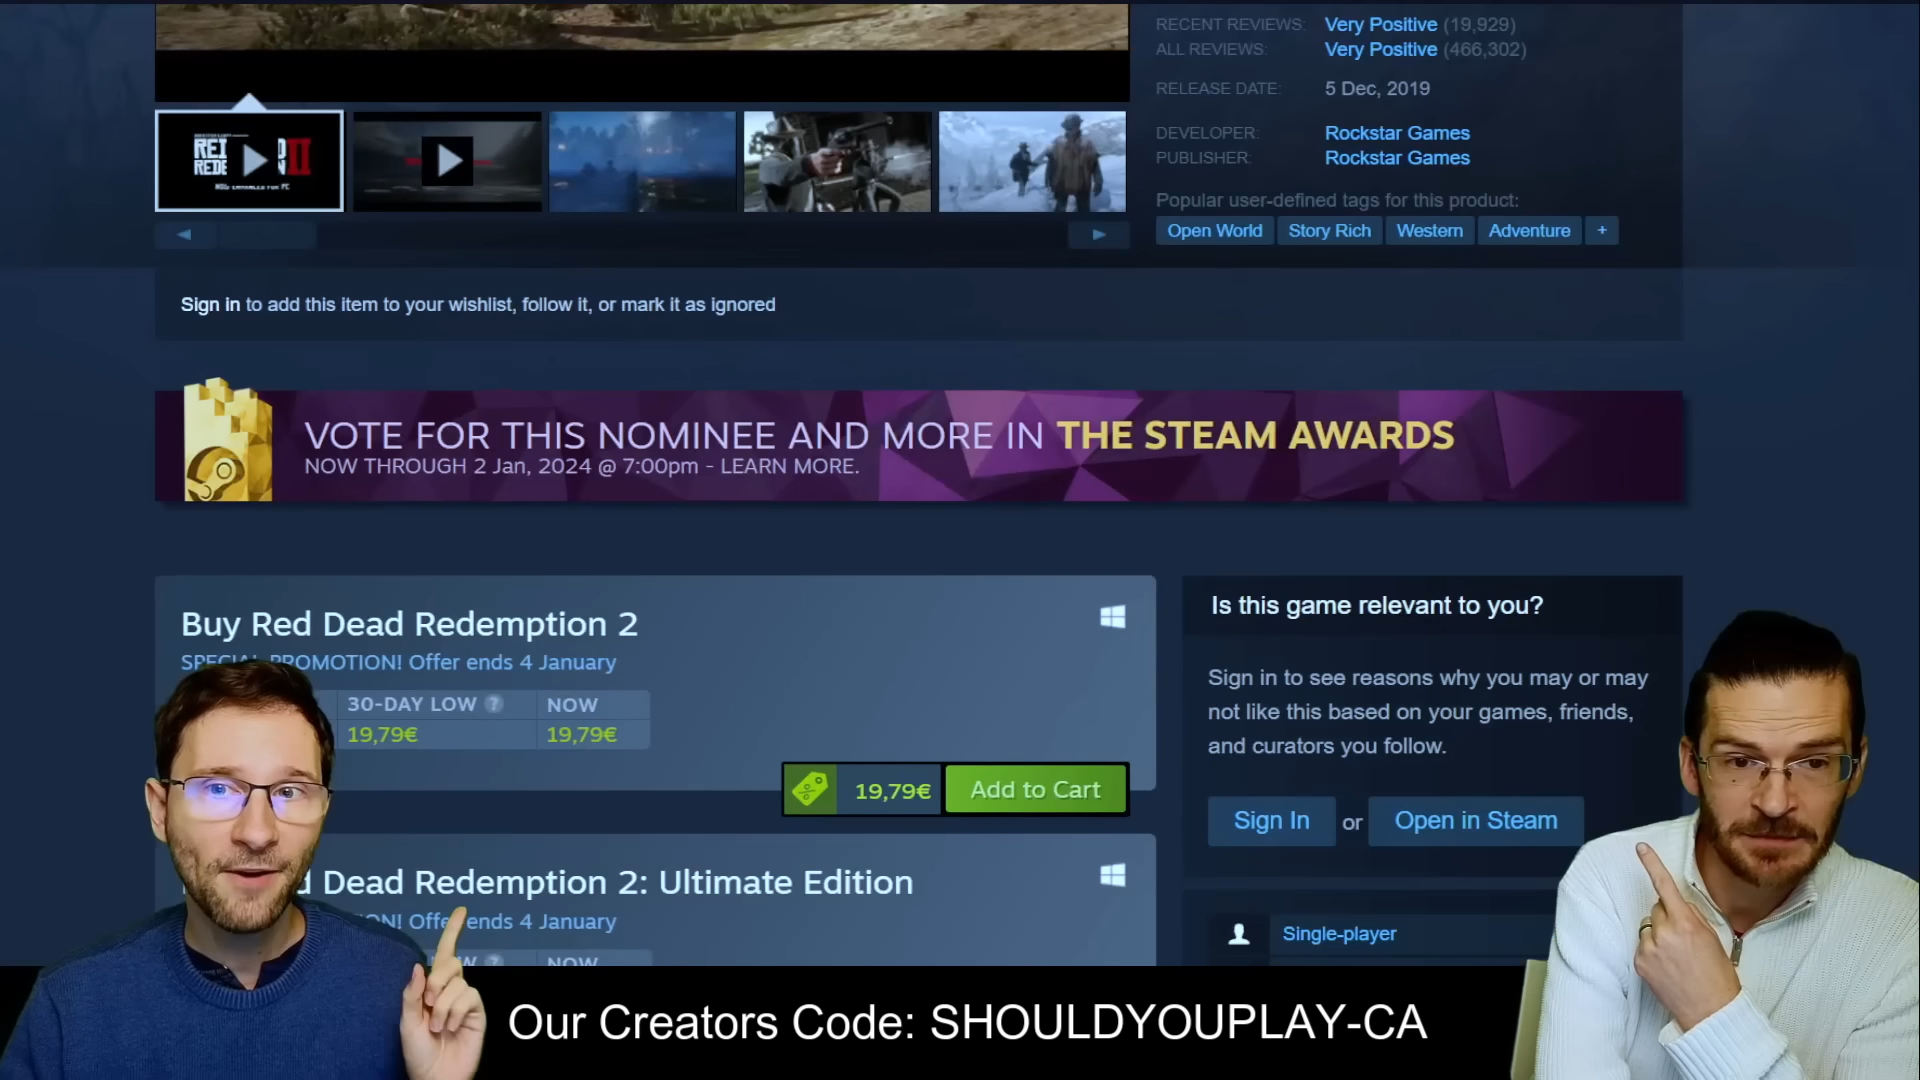 RECENT REVIEWS: Very Positive (19,929)
ALL REVIEWS: Very Positive (466,302)
RELEASE DATE: 5 Dec, 2019
DEVELOPER: Rockstar Games
PUBLISHER: Rockstar Games
Popular user-defined tags for this product:
Open World Story Rich Western Adventure +
Sign in to add this item to your wishlist, follow it, or mark it as ignored
VOTE FOR THIS NOMINEE AND MORE IN THE STEAM AWARDS
NOW THROUGH 2 Jan, 2024 @ 7:00pm - LEARN MORE.
Buy Red Dead Redemption 2
SPECIAL PROMOTION! Offer ends 4 January
30-DAY LOW ? NOW
19,79€ 19,79€
19,79€ Add to Cart
Is this game relevant to you?
Sign in to see reasons why you may or may
not like this based on your games, friends,
and curators you follow.
Sign In or Open in Steam
Dead Redemption 2: Ultimate Edition
Offer ends 4 January
NOW
Single-player
Our Creators Code: SHOULDYOUPLAY-CA